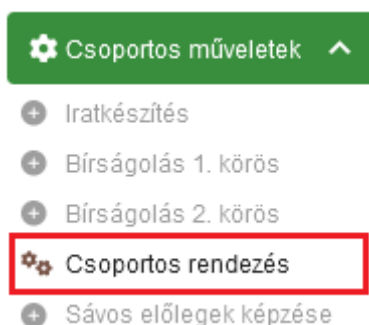 Csoportos műveletek
Iratkészítés
Bírságolás 1. körös
Bírságolás 2. körös
Csoportos rendezés
Sávos előlegek képzése